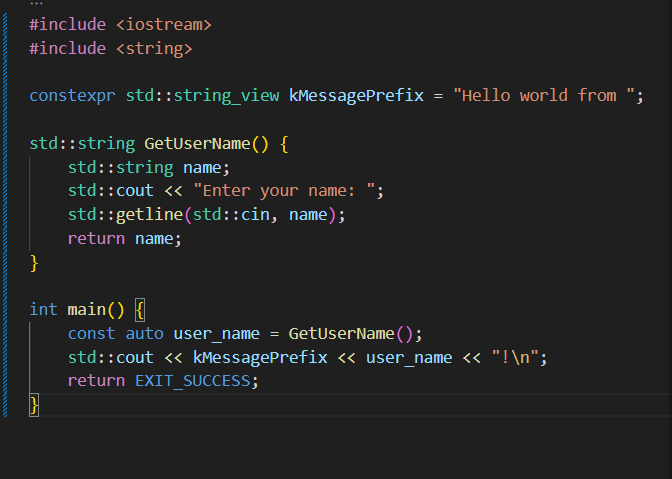 ...
#include <iostream>
#include <string>

constexpr std::string_view kMessagePrefix = "Hello world from ";

std::string GetUserName() {
    std::string name;
    std::cout << "Enter your name: ";
    std::getline(std::cin, name);
    return name;
}

int main() {
    const auto user_name = GetUserName();
    std::cout << kMessagePrefix << user_name << "!\n";
    return EXIT_SUCCESS;
}